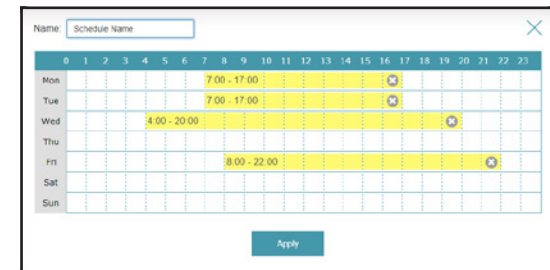 Name: Schedule Name
0 1 2 3 4 5 6 7 8 9 10 11 12 13 14 15 16 17 18 19 20 21 22 23
Mon 7:00 - 17:00
Tue 7:00 - 17:00
Wed 4:00 - 20:00
Thu
Fri 8:00 - 22:00
Sat
Sun
Apply